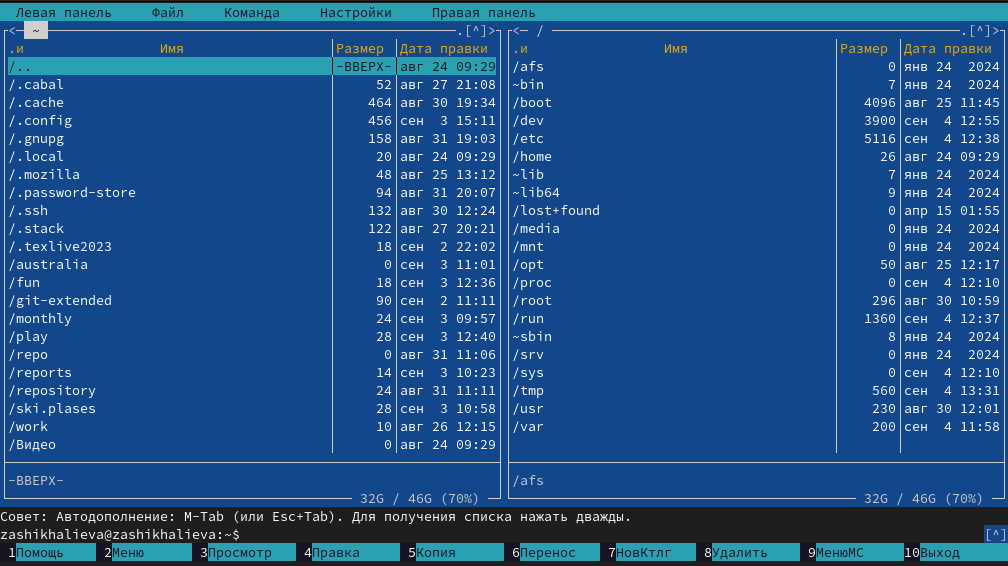 Левая панель Файл Команда Настройки Правая панель
<─ ~ .[^]> <─ / .[^]>
.и Имя Размер Дата правки .и Имя Размер Дата правки
/.. -ВВЕРХ- авг 24 09:29 /afs 0 янв 24 2024
/.cabal 52 авг 27 21:08 ~bin 7 янв 24 2024
/.cache 464 авг 30 19:34 /boot 4096 авг 25 11:45
/.config 456 сен 3 15:11 /dev 3900 сен 4 12:55
/.gnupg 158 авг 31 19:03 /etc 5116 сен 4 12:38
/.local 20 авг 24 09:29 /home 26 авг 24 09:29
/.mozilla 48 авг 25 13:12 ~lib 7 янв 24 2024
/.password-store 94 авг 31 20:07 ~lib64 9 янв 24 2024
/.ssh 132 авг 30 12:24 /lost+found 0 апр 15 01:55
/.stack 122 авг 27 20:21 /media 0 янв 24 2024
/.texlive2023 18 сен 2 22:02 /mnt 0 янв 24 2024
/australia 0 сен 3 11:01 /opt 50 авг 25 12:17
/fun 18 сен 3 12:36 /proc 0 сен 4 12:10
/git-extended 90 сен 2 11:11 /root 296 авг 30 10:59
/monthly 24 сен 3 09:57 /run 1360 сен 4 12:37
/play 28 сен 3 12:40 ~sbin 8 янв 24 2024
/repo 0 авг 31 11:06 /srv 0 янв 24 2024
/reports 14 сен 3 10:23 /sys 0 сен 4 12:10
/repository 24 авг 31 11:11 /tmp 560 сен 4 13:31
/ski.plases 28 сен 3 10:58 /usr 230 авг 30 12:01
/work 10 авг 26 12:15 /var 200 сен 4 11:58
/Видео 0 авг 24 09:29
-ВВЕРХ- /afs
32G / 46G (70%) 32G / 46G (70%)
Совет: Автодополнение: M-Tab (или Esc+Tab). Для получения списка нажать дважды.
zashikhalieva@zashikhalieva:~$ [^]
1Помощь 2Меню 3Просмотр 4Правка 5Копия 6Перенос 7НовКтлг 8Удалить 9МенюМС 10Выход